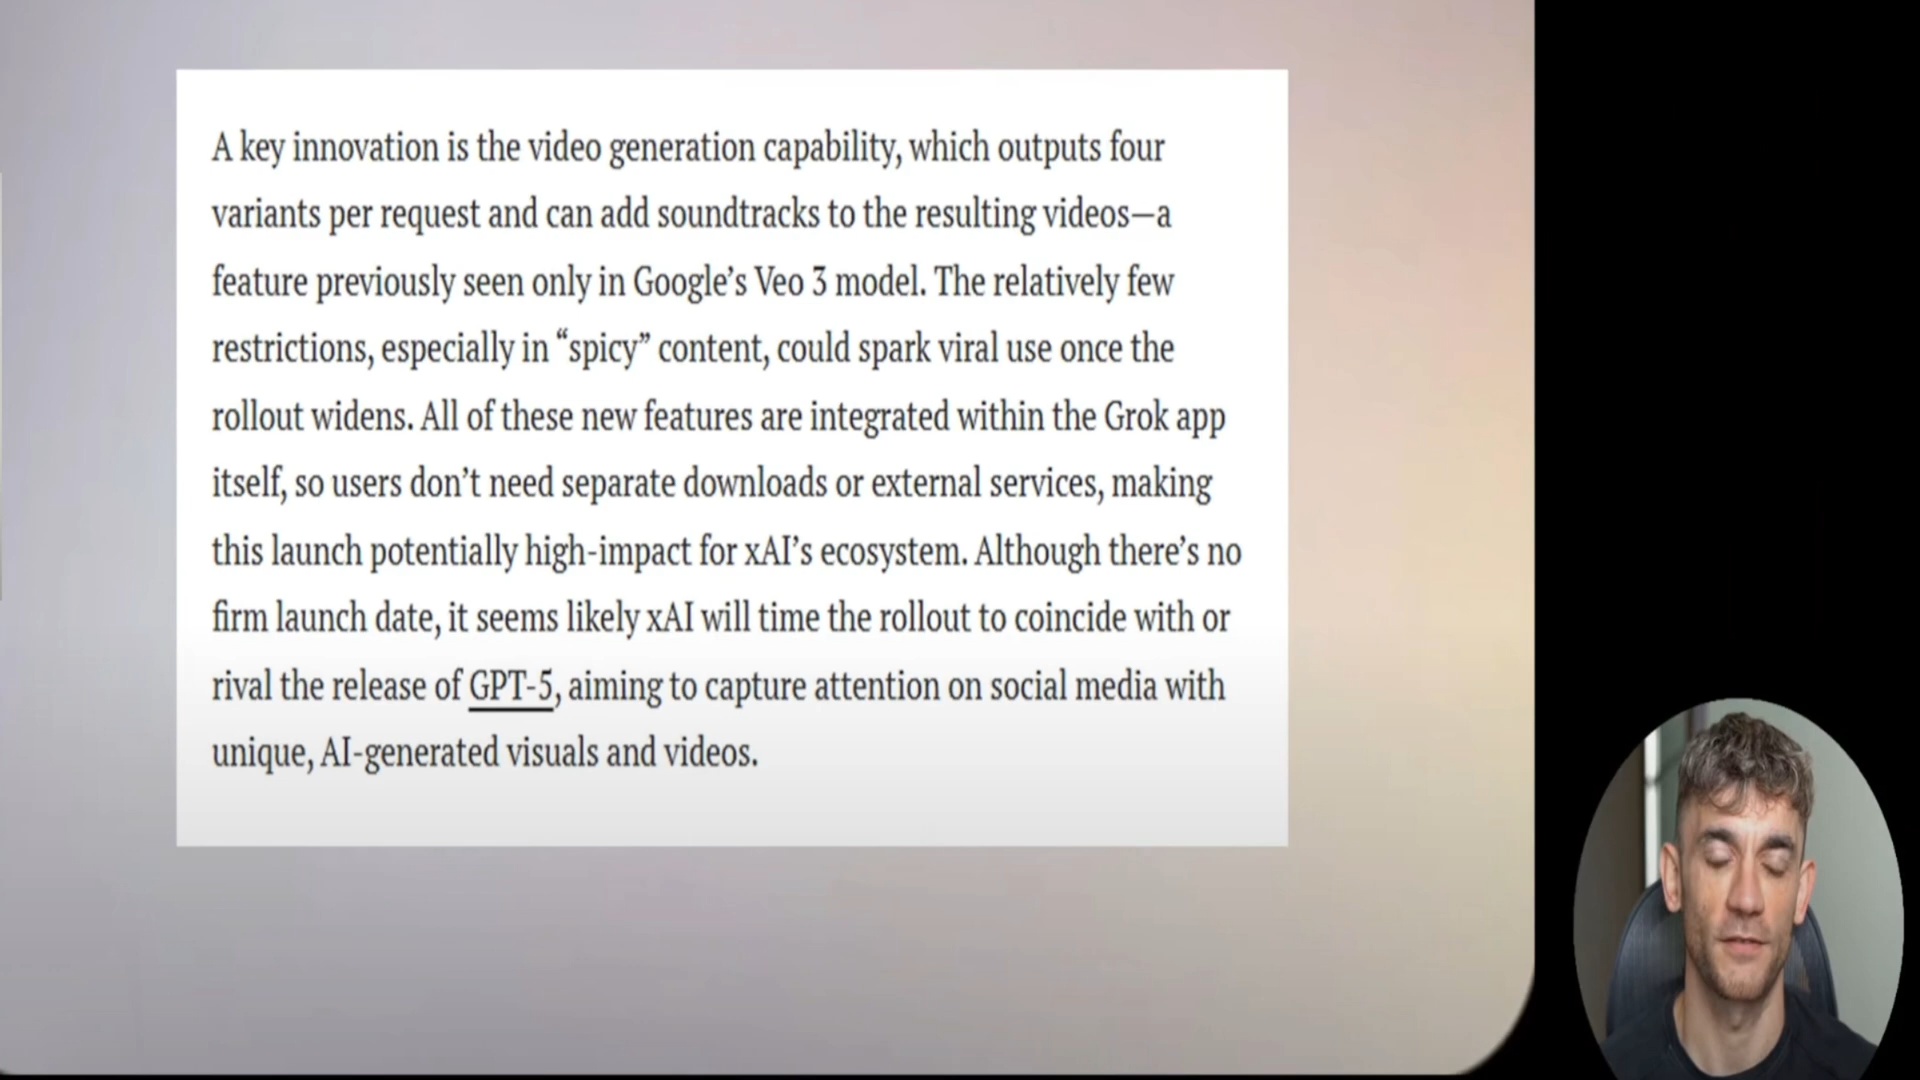 A key innovation is the video generation capability, which outputs four
variants per request and can add soundtracks to the resulting videos—a
feature previously seen only in Google’s Veo 3 model. The relatively few
restrictions, especially in “spicy” content, could spark viral use once the
rollout widens. All of these new features are integrated within the Grok app
itself, so users don’t need separate downloads or external services, making
this launch potentially high-impact for xAI’s ecosystem. Although there’s no
firm launch date, it seems likely xAI will time the rollout to coincide with or
rival the release of GPT-5, aiming to capture attention on social media with
unique, AI-generated visuals and videos.